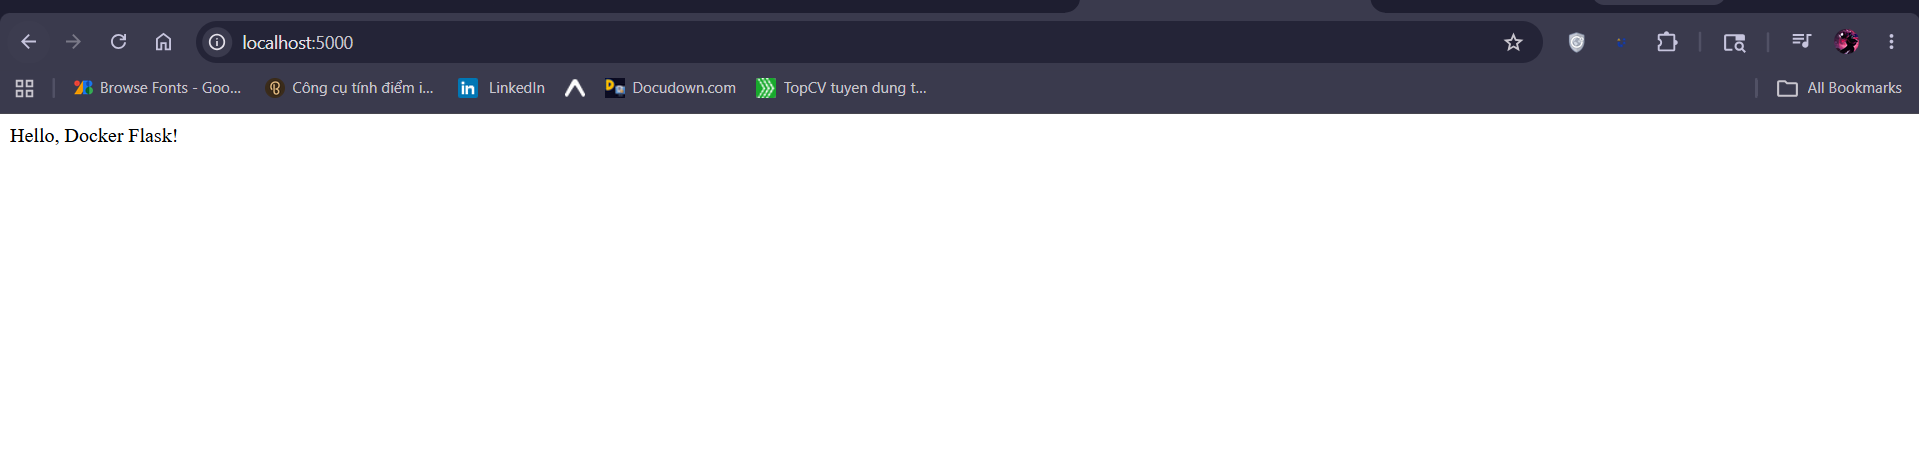 localhost:5000
Browse Fonts - Goo... Công cụ tính điểm i... LinkedIn Docudown.com TopCV tuyen dung t... All Bookmarks
Hello, Docker Flask!